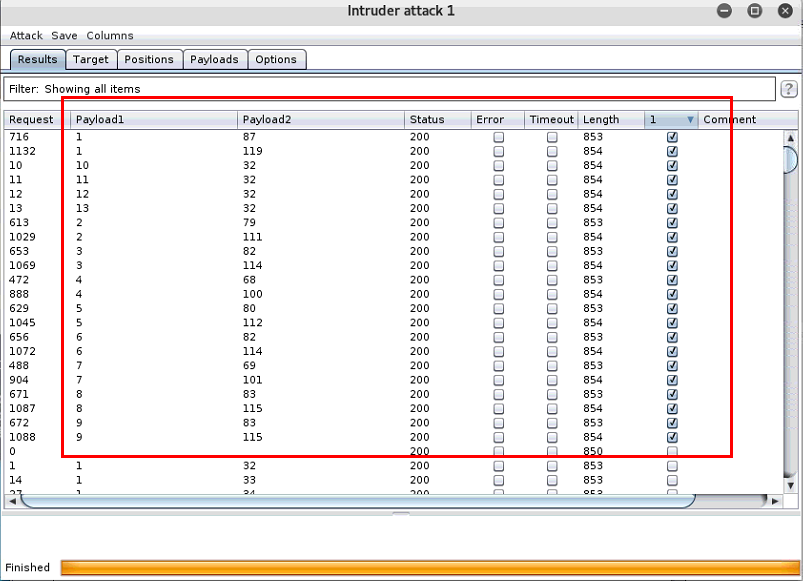 Intruder attack 1
Attack Save Columns
Results Target Positions Payloads Options
Filter: Showing all items ?
Request Payload1 Payload2 Status Error Timeout Length 1 Comment
716 1 87 200 853
1132 1 119 200 854
10 10 32 200 854
11 11 32 200 854
12 12 32 200 854
13 13 32 200 854
613 2 79 200 853
1029 2 111 200 854
653 3 82 200 853
1069 3 114 200 854
472 4 68 200 853
888 4 100 200 854
629 5 80 200 853
1045 5 112 200 854
656 6 82 200 853
1072 6 114 200 854
488 7 69 200 853
904 7 101 200 854
671 8 83 200 853
1087 8 115 200 854
672 9 83 200 853
1088 9 115 200 854
0 200 850
1 1 32 200 853
14 1 33 200 853
27 1 34 200 853
Finished